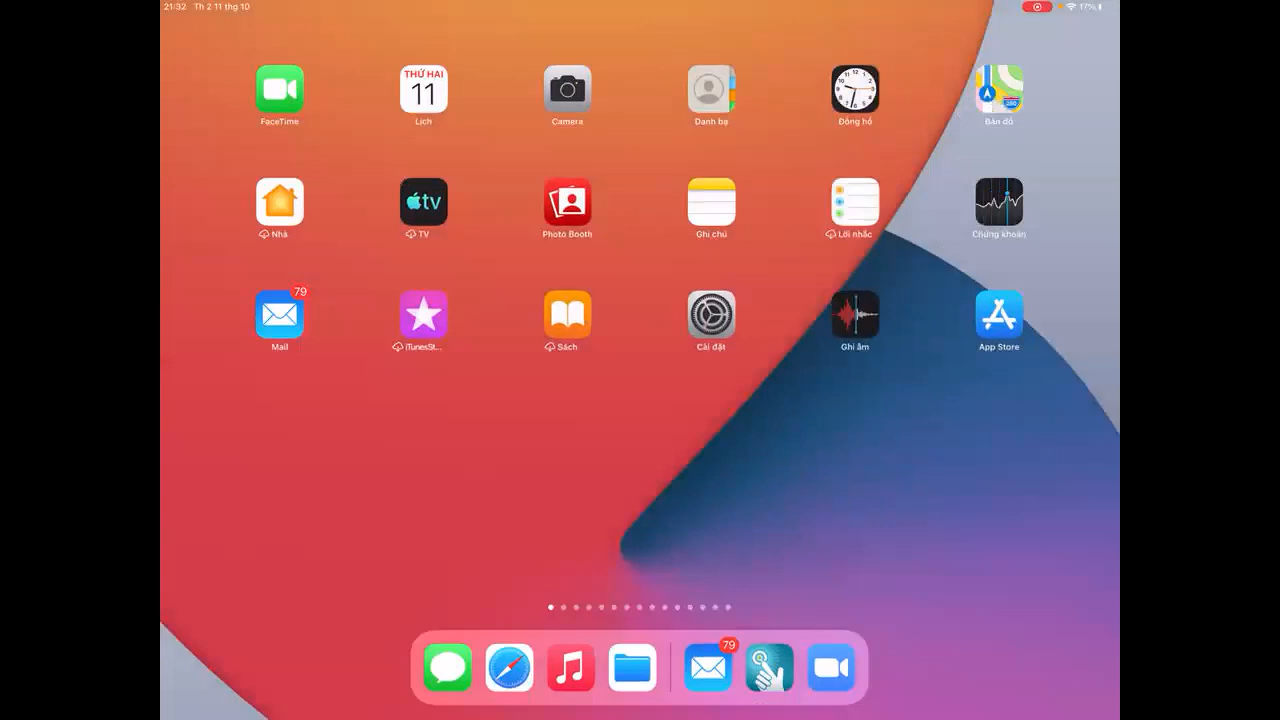 21:32 Th 2 11 thg 10
17%
THỨ HAI
11
FaceTime
Lịch
Camera
Danh bạ
Đồng hồ
Bản đồ
Nhà
tv
TV
Photo Booth
Ghi chú
Lời nhắc
Chứng khoán
79
Mail
iTunesSt...
Sách
Cài đặt
Ghi âm
App Store
79